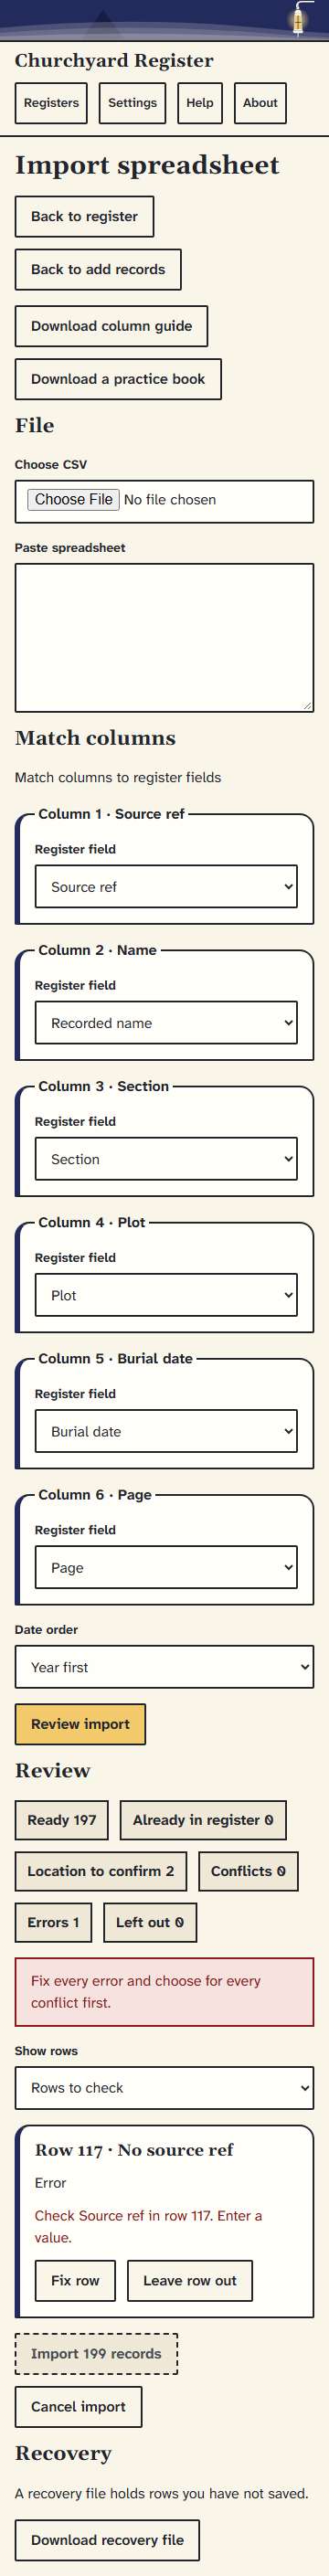 Churchyard Register
Registers
Settings
Help
About
Import spreadsheet
Back to register
Back to add records
Download column guide
Download a practice book
File
Choose CSV
Choose File No file chosen
Paste spreadsheet
Match columns
Match columns to register fields
Column 1 · Source ref
Register field
Source ref
Column 2 · Name
Register field
Recorded name
Column 3 · Section
Register field
Section
Column 4 · Plot
Register field
Plot
Column 5 · Burial date
Register field
Burial date
Column 6 · Page
Register field
Page
Date order
Year first
Review import
Review
Ready 197
Already in register 0
Location to confirm 2
Conflicts 0
Errors 1
Left out 0
Fix every error and choose for every
conflict first.
Show rows
Rows to check
Row 117 · No source ref
Error
Check Source ref in row 117. Enter a
value.
Fix row
Leave row out
Import 199 records
Cancel import
Recovery
A recovery file holds rows you have not saved.
Download recovery file